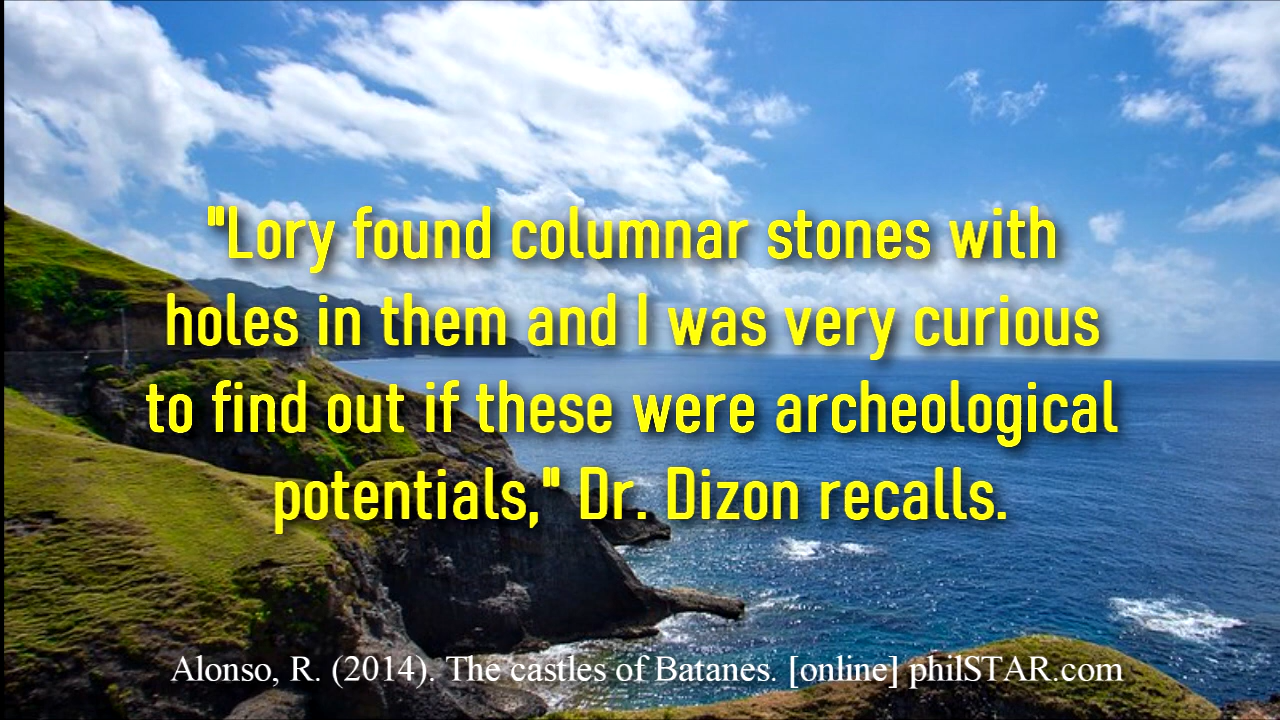 "Lory found columnar stones with
holes in them and I was very curious
to find out if these were archeological
potentials," Dr. Dizon recalls.
Alonso, R. (2014). The castles of Batanes. [online] philSTAR.com